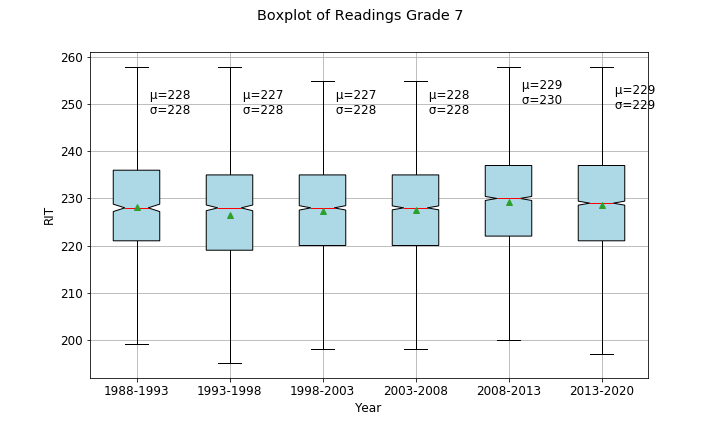 Boxplot of Readings Grade 7
260
250
240
230
220
210
200
RIT
μ=228
σ=228
μ=227
σ=228
μ=227
σ=228
μ=228
σ=228
μ=229
σ=230
μ=229
σ=229
1988-1993
1993-1998
1998-2003
2003-2008
2008-2013
2013-2020
Year